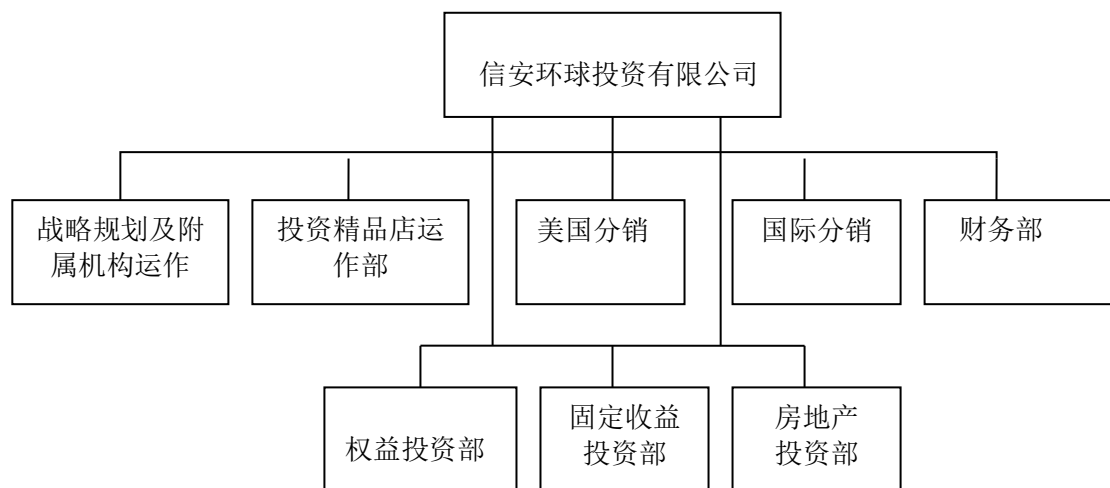 信安环球投资有限公司
战略规划及附
属机构运作
投资精品店运
作部
美国分销
国际分销
财务部
权益投资部
固定收益
投资部
房地产
投资部